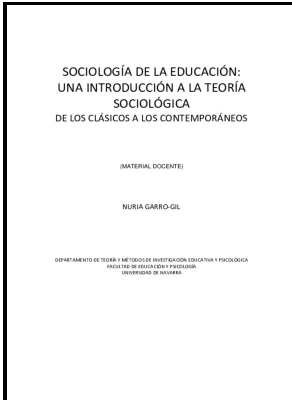 SOCIOLOGÍA DE LA EDUCACIÓN:
UNA INTRODUCCIÓN A LA TEORÍA
SOCIOLÓGICA
DE LOS CLÁSICOS A LOS CONTEMPORÁNEOS
(MATERIAL DOCENTE)
NURIA GARRO-GIL
DEPARTAMENTO DE TEORÍA Y MÉTODOS DE INVESTIGACIÓN EDUCATIVA Y PSICOLÓGICA
FACULTAD DE EDUCACIÓN Y PSICOLOGÍA
UNIVERSIDAD DE NAVARRA